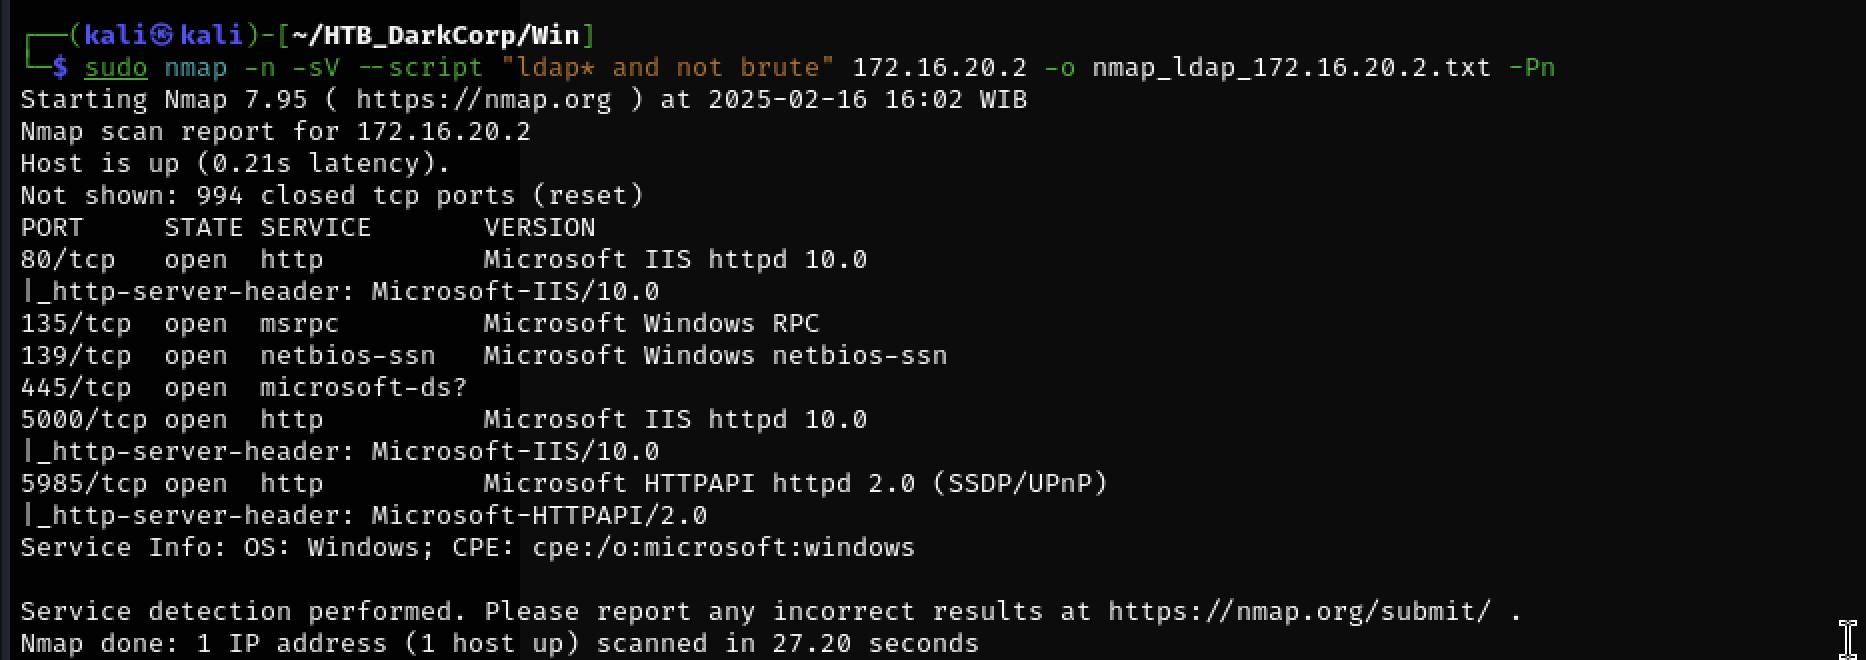 ┌──(kali㉿kali)-[~/HTB_DarkCorp/Win]
└─$ sudo nmap -n -sV --script "ldap* and not brute" 172.16.20.2 -o nmap_ldap_172.16.20.2.txt -Pn
Starting Nmap 7.95 ( https://nmap.org ) at 2025-02-16 16:02 WIB
Nmap scan report for 172.16.20.2
Host is up (0.21s latency).
Not shown: 994 closed tcp ports (reset)
PORT     STATE SERVICE       VERSION
80/tcp   open  http          Microsoft IIS httpd 10.0
|_http-server-header: Microsoft-IIS/10.0
135/tcp  open  msrpc         Microsoft Windows RPC
139/tcp  open  netbios-ssn   Microsoft Windows netbios-ssn
445/tcp  open  microsoft-ds?
5000/tcp open  http          Microsoft IIS httpd 10.0
|_http-server-header: Microsoft-IIS/10.0
5985/tcp open  http          Microsoft HTTPAPI httpd 2.0 (SSDP/UPnP)
|_http-server-header: Microsoft-HTTPAPI/2.0
Service Info: OS: Windows; CPE: cpe:/o:microsoft:windows
Service detection performed. Please report any incorrect results at https://nmap.org/submit/ .
Nmap done: 1 IP address (1 host up) scanned in 27.20 seconds